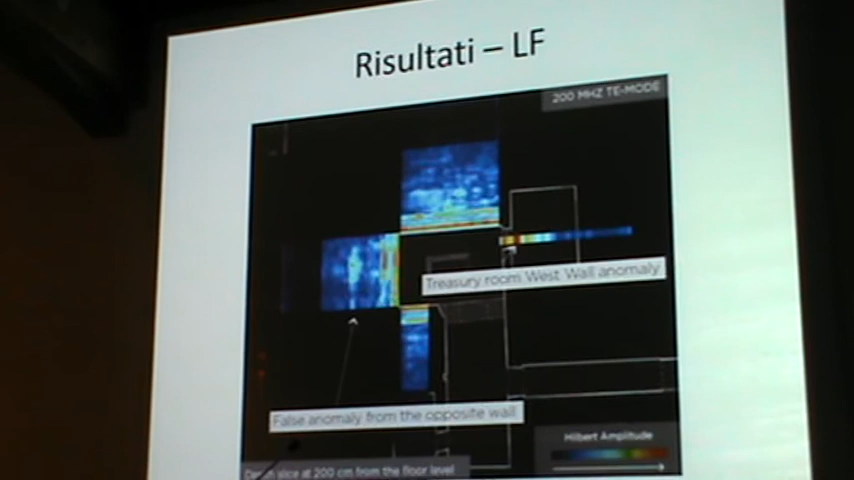 Risultati – LF
200 MHZ TE-MODE
Treasury room West Wall anomaly
False anomaly from the opposite wall
Hilbert Amplitude
Depth slice at 200 cm from the floor level